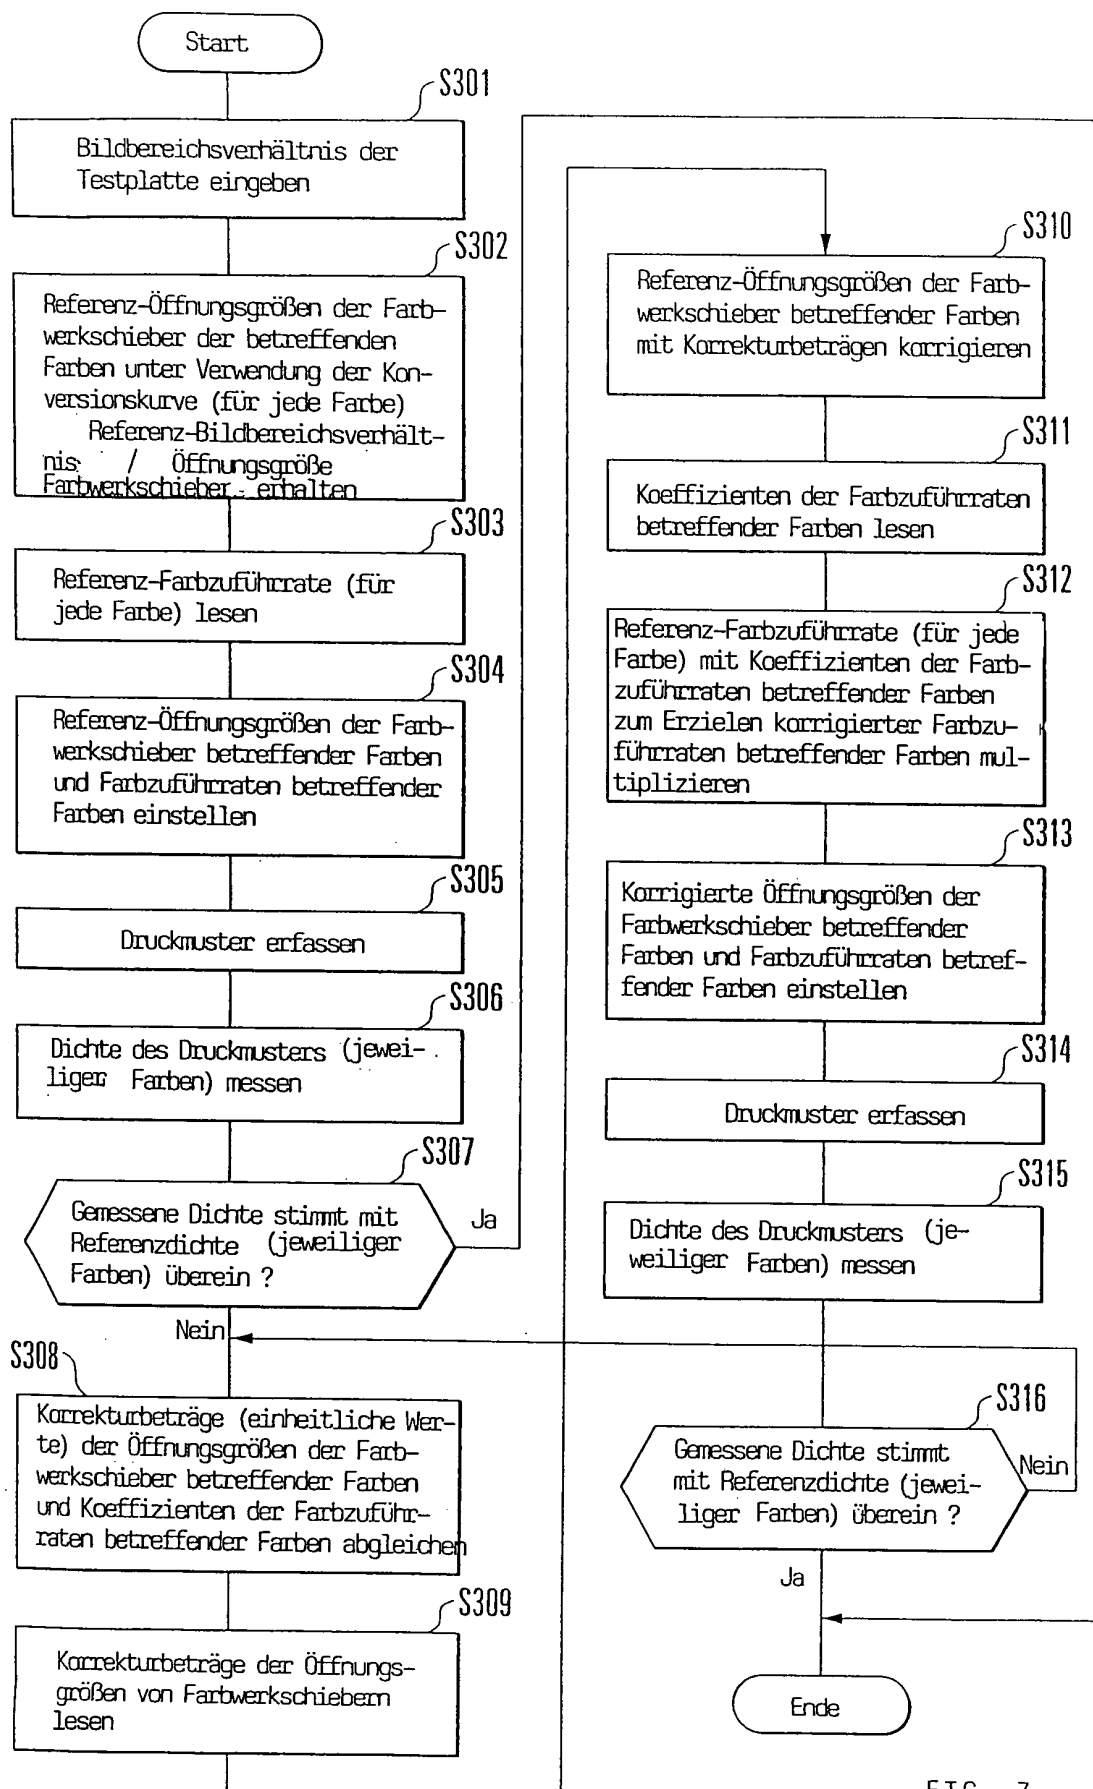 Start
S301
Bildbereichsverhältnis der
Testplatte eingeben
S302
Referenz-Öffnungsgrößen der Farb-
werkschieber der betreffenden
Farben unter Verwendung der Kon-
versionskurve (für jede Farbe)
Referenz-Bildbereichsverhält-
nis / Öffnungsgröße
Farbwerkschieber - erhalten
S303
Referenz-Farbzuführrate (für
jede Farbe) lesen
S304
Referenz-Öffnungsgrößen der Farb-
werkschieber betreffender Farben
und Farbzuführraten betreffender
Farben einstellen
S305
Druckmuster erfassen
S306
Dichte des Druckmusters (jewei-
liger Farben) messen
S307
Gemessene Dichte stimmt mit
Referenzdichte (jeweiliger
Farben) überein ?
Ja
Nein
S308
Korrekturbeträge (einheitliche Wer-
te) der Öffnungsgrößen der Farb-
werkschieber betreffender Farben
und Koeffizienten der Farbzuführ-
raten betreffender Farben abgleichen
S309
Korrekturbeträge der Öffnungs-
größen von Farbwerkschiebern
lesen
S310
Referenz-Öffnungsgrößen der Farb-
werkschieber betreffender Farben
mit Korrekturbeträgen korrigieren
S311
Koeffizienten der Farbzuführraten
betreffender Farben lesen
S312
Referenz-Farbzuführrate (für jede
Farbe) mit Koeffizienten der Farb-
zuführraten betreffender Farben
zum Erzielen korrigierter Farbzu-
führraten betreffender Farben mul-
tiplizieren
S313
Korrigierte Öffnungsgrößen der
Farbwerkschieber betreffender
Farben und Farbzuführraten betref-
fender Farben einstellen
S314
Druckmuster erfassen
S315
Dichte des Druckmusters (je-
weiliger Farben) messen
S316
Gemessene Dichte stimmt
mit Referenzdichte (jewei-
liger Farben) überein ?
Nein
Ja
Ende
FIG. 7